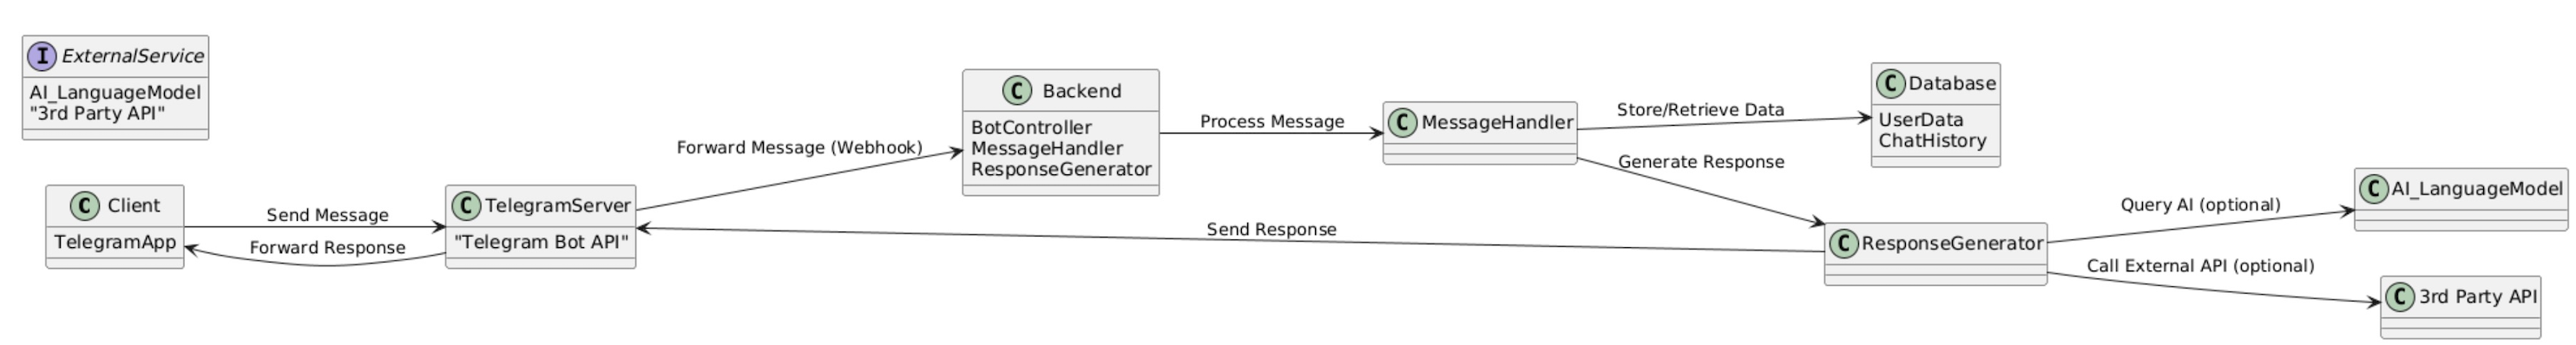 I ExternalService
AI_LanguageModel
"3rd Party API"
C Client
TelegramApp
Send Message
Forward Response
C TelegramServer
"Telegram Bot API"
Forward Message (Webhook)
C Backend
BotController
MessageHandler
ResponseGenerator
Process Message
Send Response
C MessageHandler
Store/Retrieve Data
Generate Response
C Database
UserData
ChatHistory
C ResponseGenerator
Query AI (optional)
Call External API (optional)
C AI_LanguageModel
C 3rd Party API